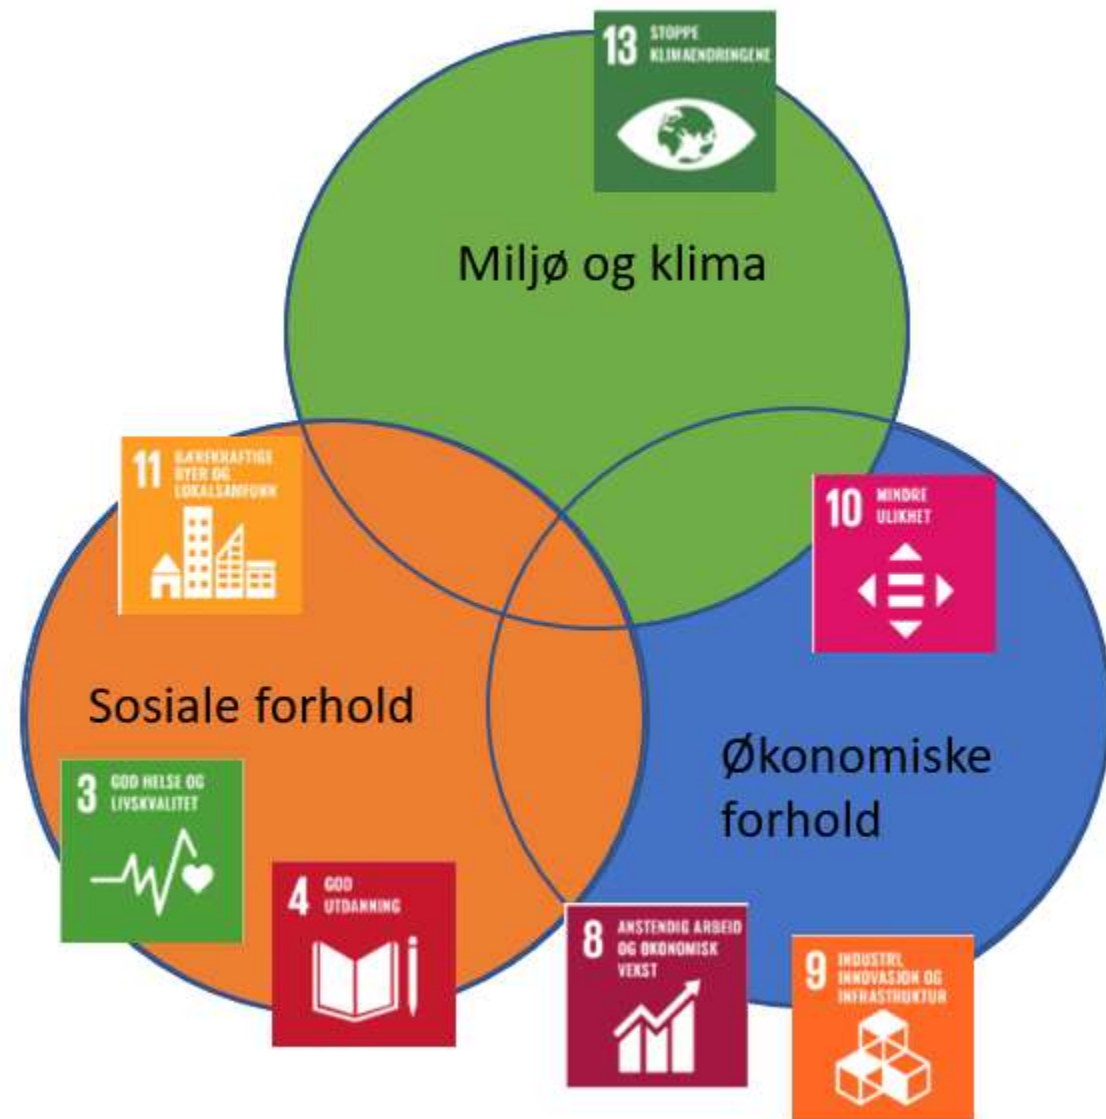 13 STOPPE
KLIMAENDRINGENE
Miljø og klima
11 BÆREKRAFTIGE
BYER OG
LOKALSAMFUNN
10 MINDRE
ULIKHET
Sosiale forhold
Økonomiske
forhold
3 GOD HELSE OG
LIVSKVALITET
4 GOD
UTDANNING
8 ANSTENDIG ARBEID
OG ØKONOMISK
VEKST
9 INDUSTRI,
INNOVASJON OG
INFRASTRUKTUR